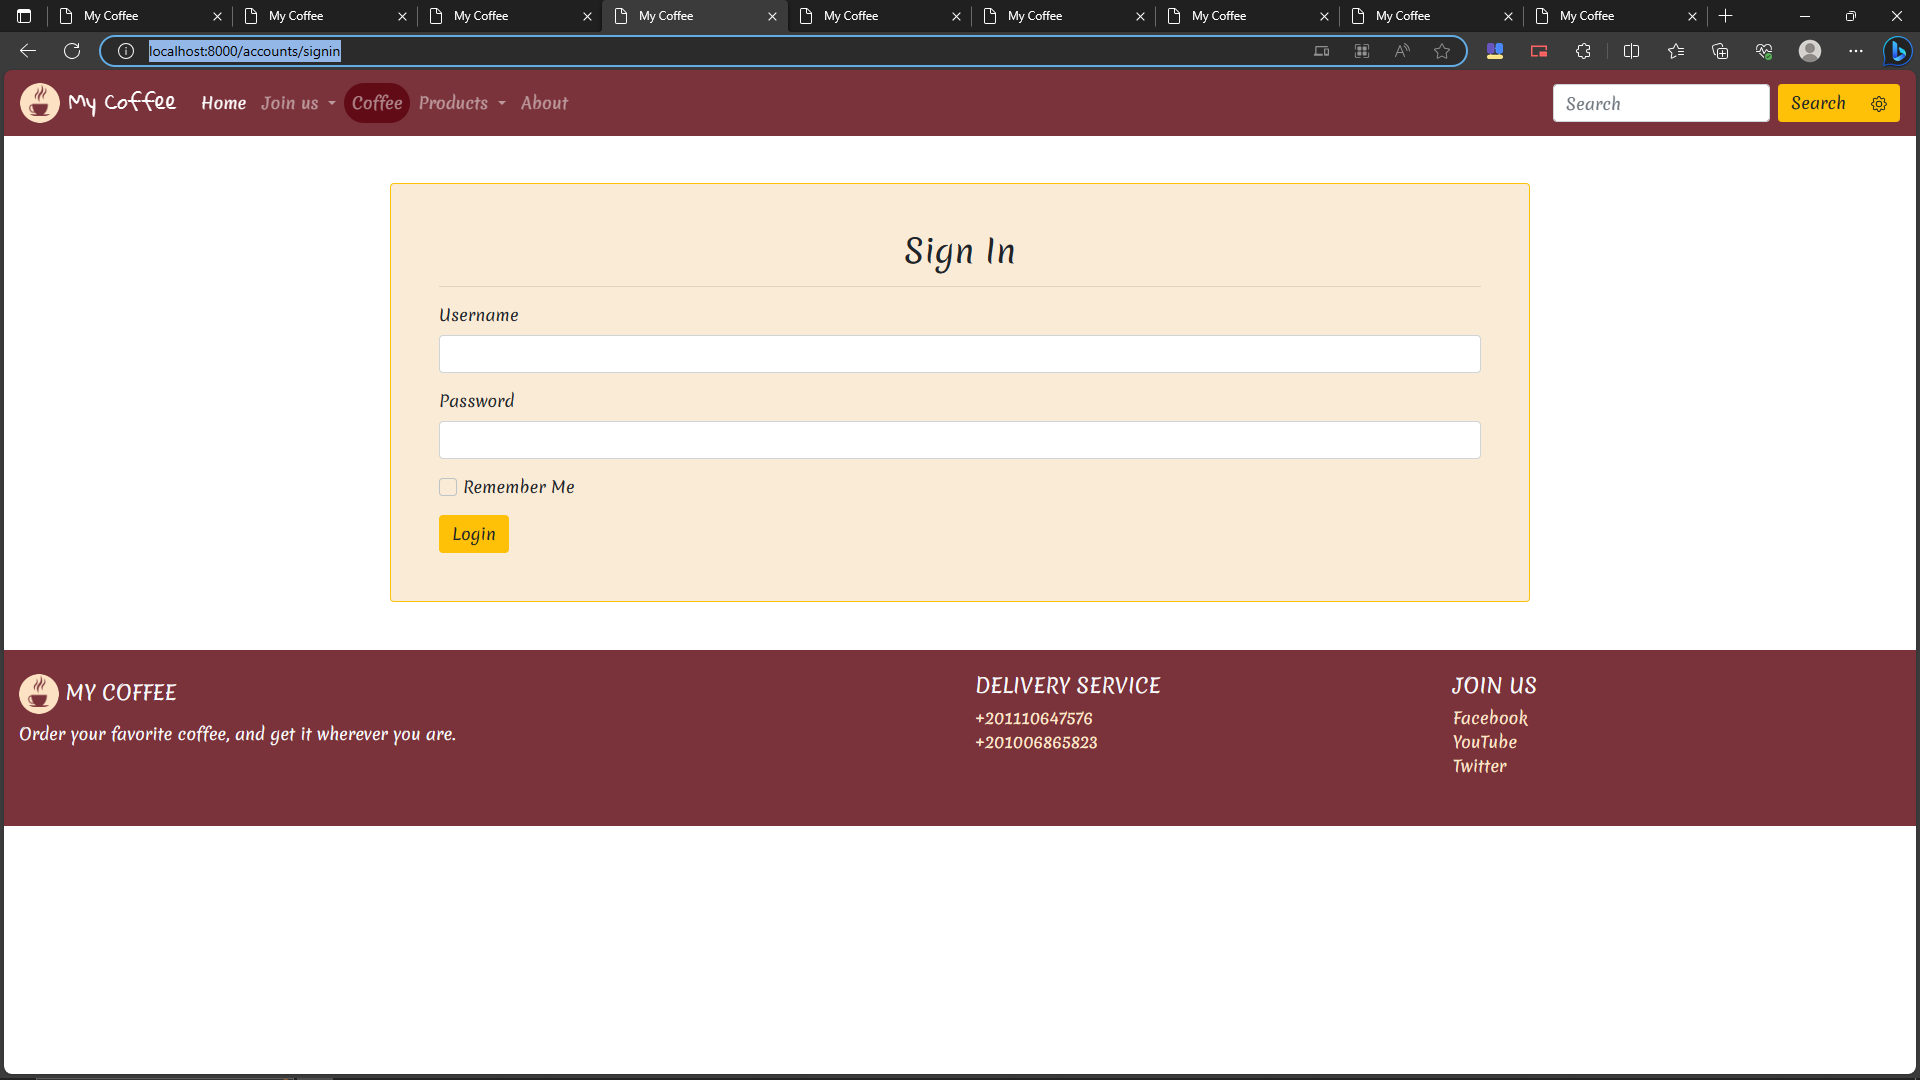 My Coffee My Coffee My Coffee My Coffee My Coffee My Coffee My Coffee My Coffee My Coffee
localhost:8000/accounts/signin
My Coffee Home Join us Coffee Products About Search Search
Sign In
Username
Password
Remember Me
Login
MY COFFEE
Order your favorite coffee, and get it wherever you are.
DELIVERY SERVICE
+201110647576
+201006865823
JOIN US
Facebook
YouTube
Twitter